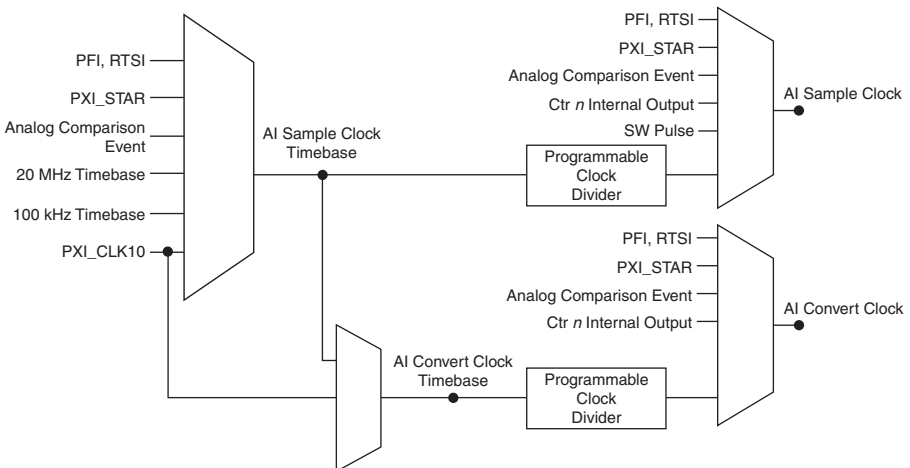 PFI, RTSI
PXI_STAR
Analog Comparison
Event
20 MHz Timebase
100 kHz Timebase
PXI_CLK10
AI Sample Clock
Timebase
PFI, RTSI
PXI_STAR
Analog Comparison Event
Ctr n Internal Output
SW Pulse
Programmable
Clock
Divider
AI Sample Clock
AI Convert Clock
Timebase
PFI, RTSI
PXI_STAR
Analog Comparison Event
Ctr n Internal Output
Programmable
Clock
Divider
AI Convert Clock